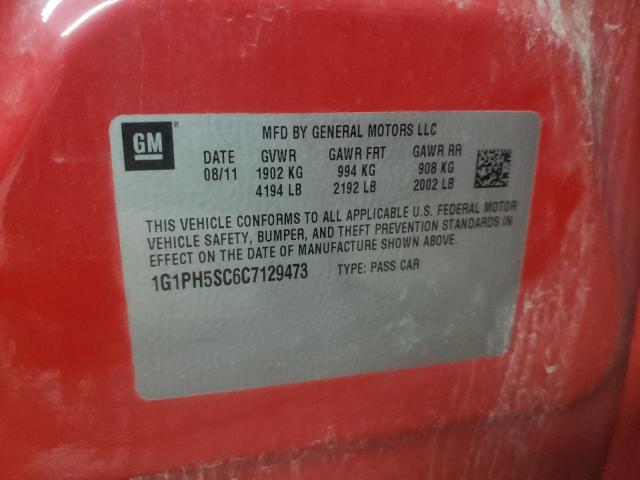 GM ®
MFD BY GENERAL MOTORS LLC
DATE GVWR GAWR FRT GAWR RR
08/11 1902 KG 994 KG 908 KG
4194 LB 2192 LB 2002 LB
THIS VEHICLE CONFORMS TO ALL APPLICABLE U.S. FEDERAL MOTOR
VEHICLE SAFETY, BUMPER, AND THEFT PREVENTION STANDARDS IN
EFFECT ON THE DATE OF MANUFACTURE SHOWN ABOVE.
1G1PH5SC6C7129473 TYPE: PASS CAR